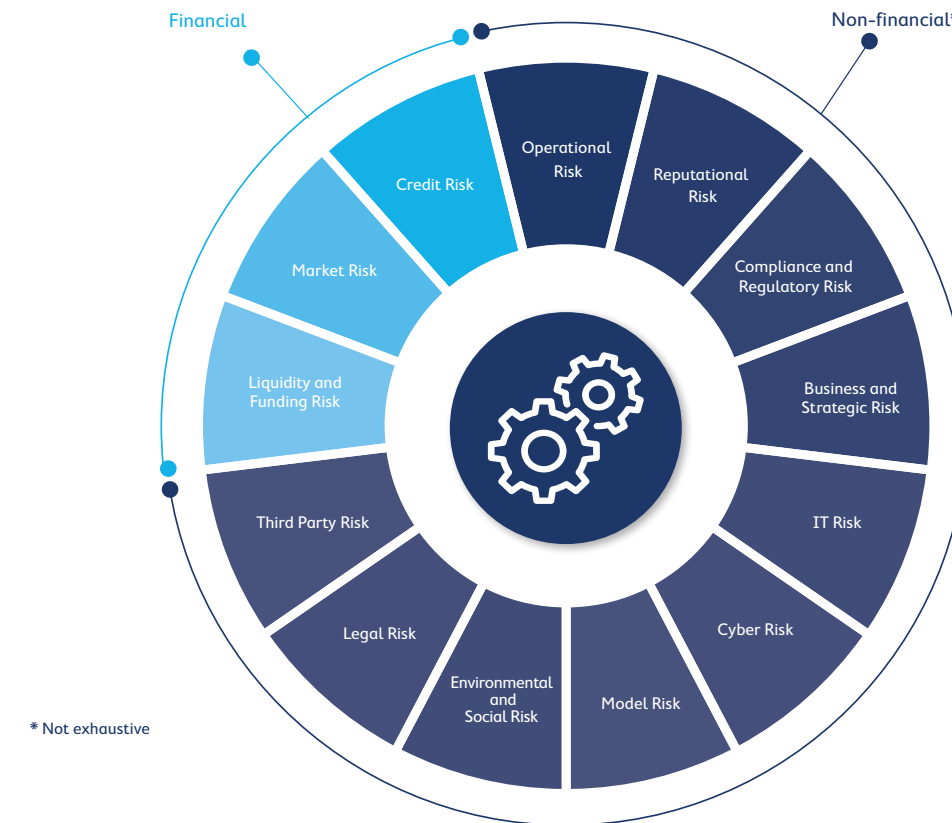 Financial
Non-financial*
Operational
Risk
Reputational
Risk
Credit Risk
Compliance and
Regulatory Risk
Market Risk
Business and
Strategic Risk
Liquidity and
Funding Risk
IT Risk
Third Party Risk
Cyber Risk
Legal Risk
Model Risk
Environmental
and
Social Risk
* Not exhaustive